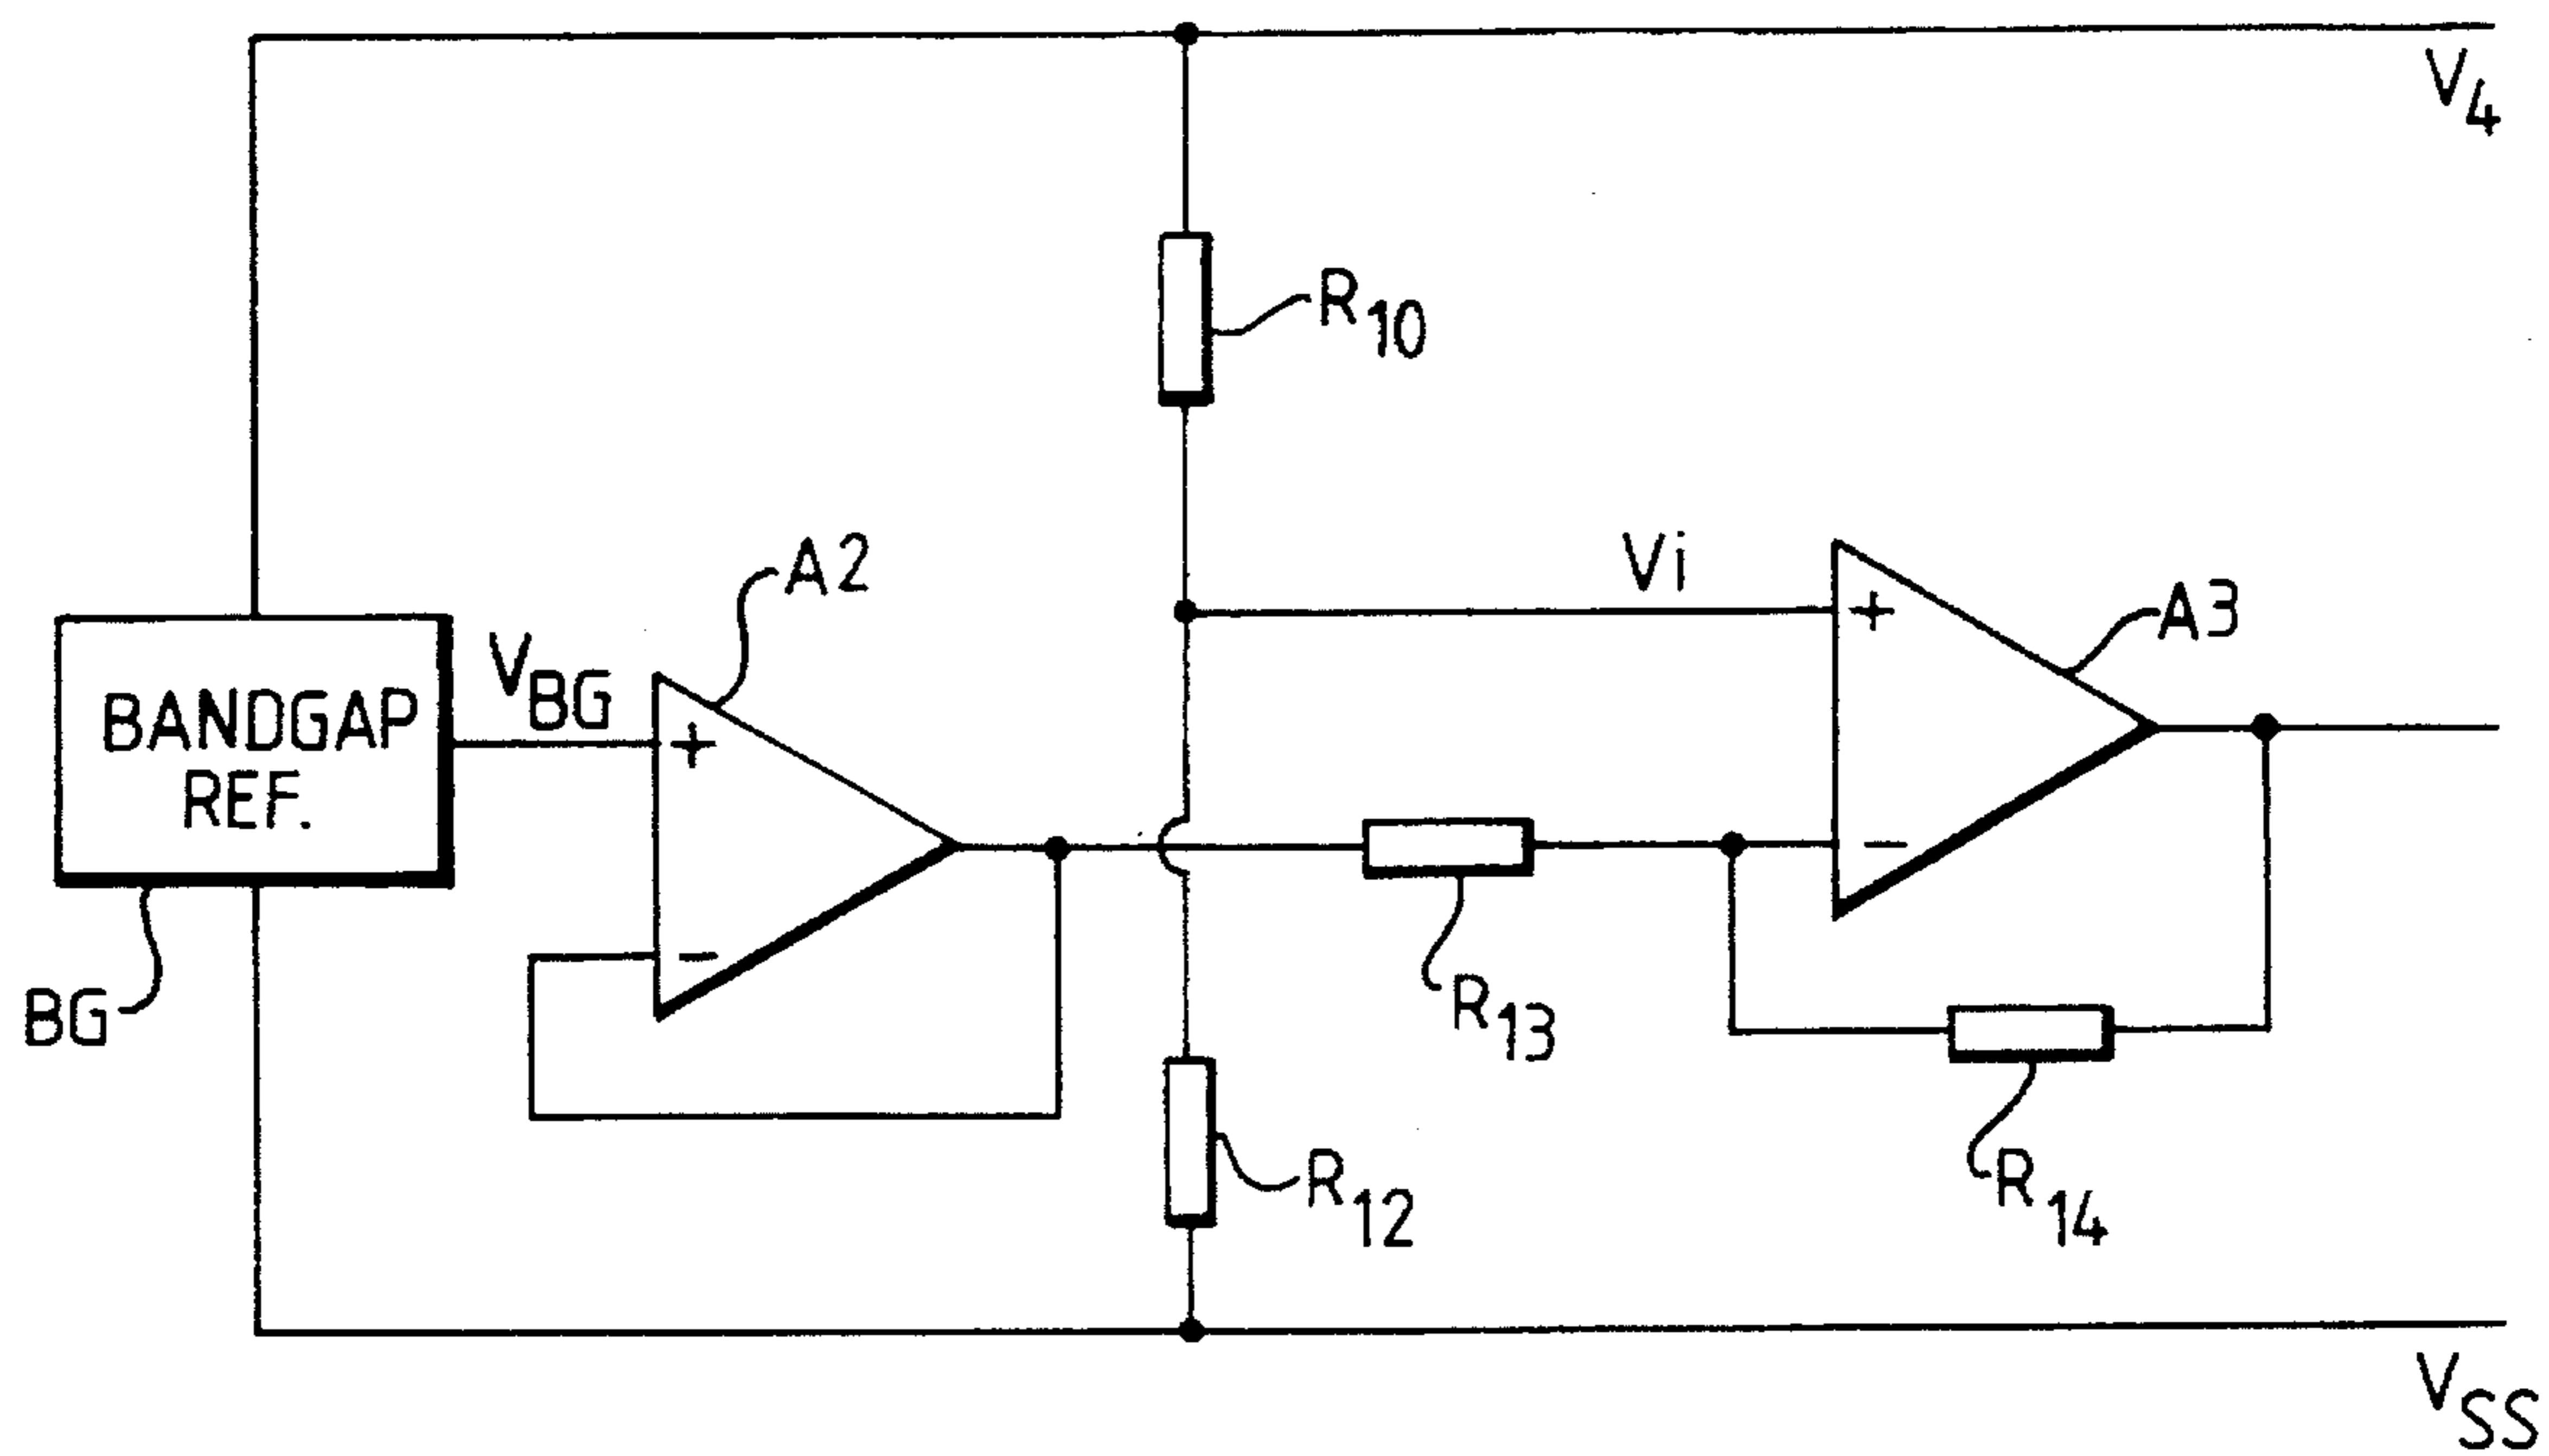 V4
R10
A2
Vi
A3
VBG
BANDGAP
REF.
+
+
-
-
BG
R13
R12
R14
VSS